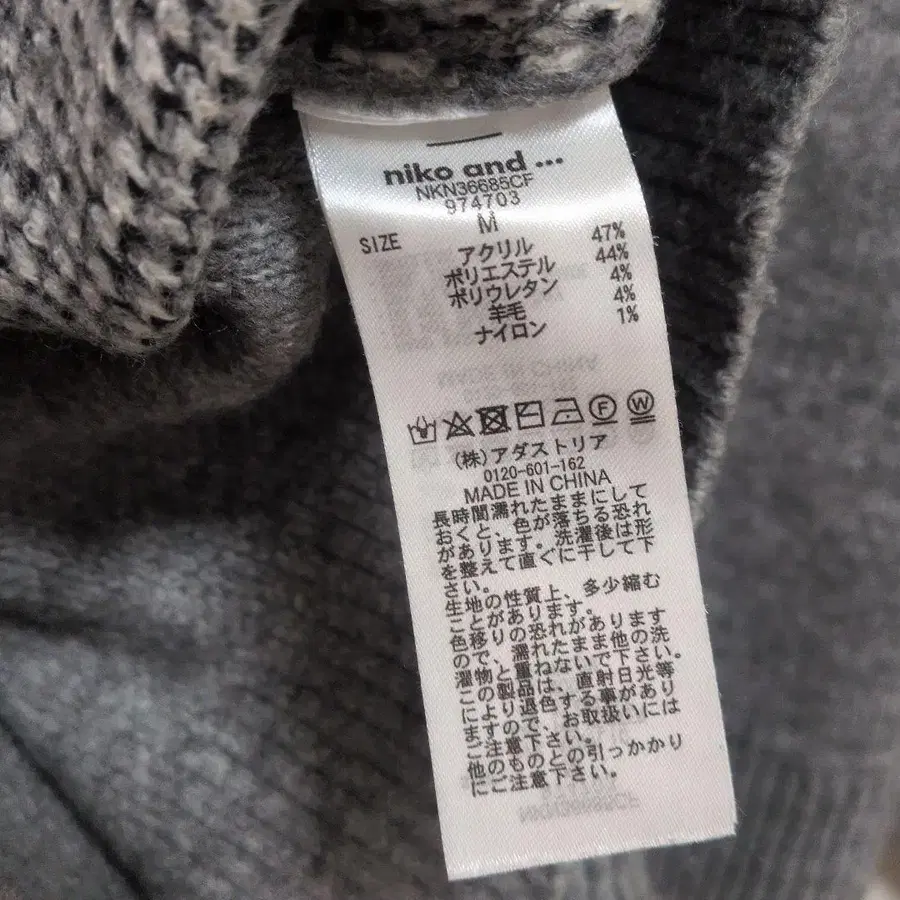 niko and ...
NKN36685CF
974703
SIZE M
アクリル 47%
ポリエステル 44%
ポリウレタン 4%
羊毛 4%
ナイロン 1%
F W
(株)アダストリア
0120-601-162
MADE IN CHINA
長時間濡れたままにして
おくと、色が落ちる恐れ
があります。洗濯後は形
を整えて直ぐに干して下
さい。
生地の性質上、多少縮む
ことがあります。
色移りの恐れがあります
ので、濡れたまま他の洗
濯物と重ねないで下さい。
この製品は、直射日光等
により退色する事があり
ますので、お取扱いには
ご注意下さい。
他のものとの引っかかり
にご注意下さい。